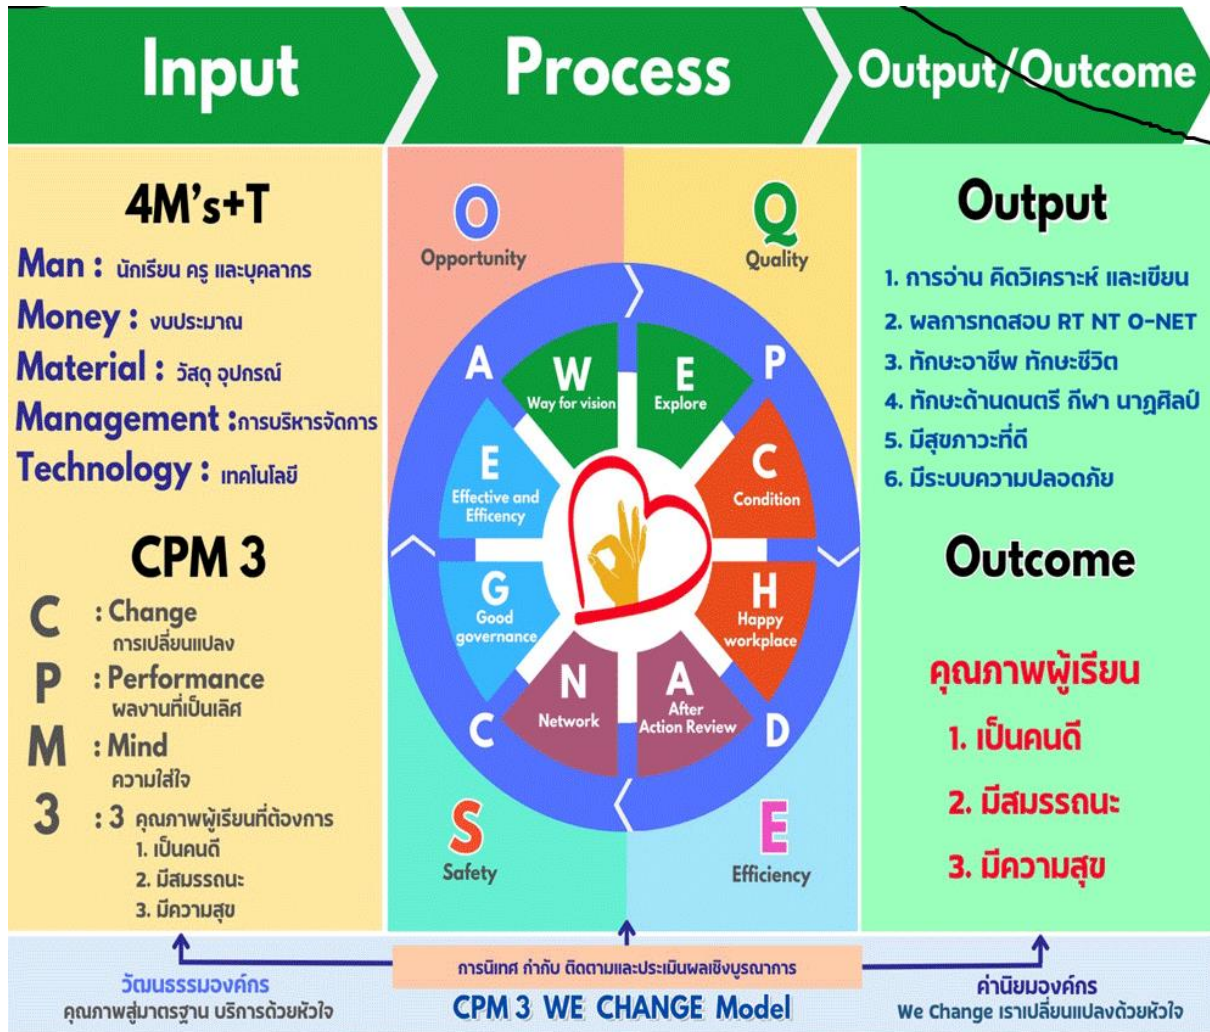 Input
Process
Output/Outcome
4M's+T
Man : นักเรียน ครู และบุคลากร
Money : งบประมาณ
Material : วัสดุ อุปกรณ์
Management :การบริหารจัดการ
Technology : เทคโนโลยี
CPM 3
C : Change
การเปลี่ยนแปลง
P : Performance
ผลงานที่เป็นเลิศ
M : Mind
ความใส่ใจ
3 : 3 คุณภาพผู้เรียนที่ต้องการ
1. เป็นคนดี
2. มีสมรรถนะ
3. มีความสุข
O
Opportunity
Q
Quality
A
P
D
C
W
Way for vision
E
Explore
C
Condition
H
Happy
workplace
A
After
Action Review
N
Network
G
Good
governance
E
Effective and
Efficency
S
Safety
E
Efficiency
Output
1. การอ่าน คิดวิเคราะห์ และเขียน
2. ผลการทดสอบ RT NT O-NET
3. ทักษะอาชีพ ทักษะชีวิต
4. ทักษะด้านดนตรี กีฬา นาฏศิลป์
5. มีสุขภาวะที่ดี
6. มีระบบความปลอดภัย
Outcome
คุณภาพผู้เรียน
1. เป็นคนดี
2. มีสมรรถนะ
3. มีความสุข
วัฒนธรรมองค์กร
คุณภาพสู่มาตรฐาน บริการด้วยหัวใจ
การนิเทศ กำกับ ติดตามและประเมินผลเชิงบูรณาการ
CPM 3 WE CHANGE Model
ค่านิยมองค์กร
We Change เราเปลี่ยนแปลงด้วยหัวใจ